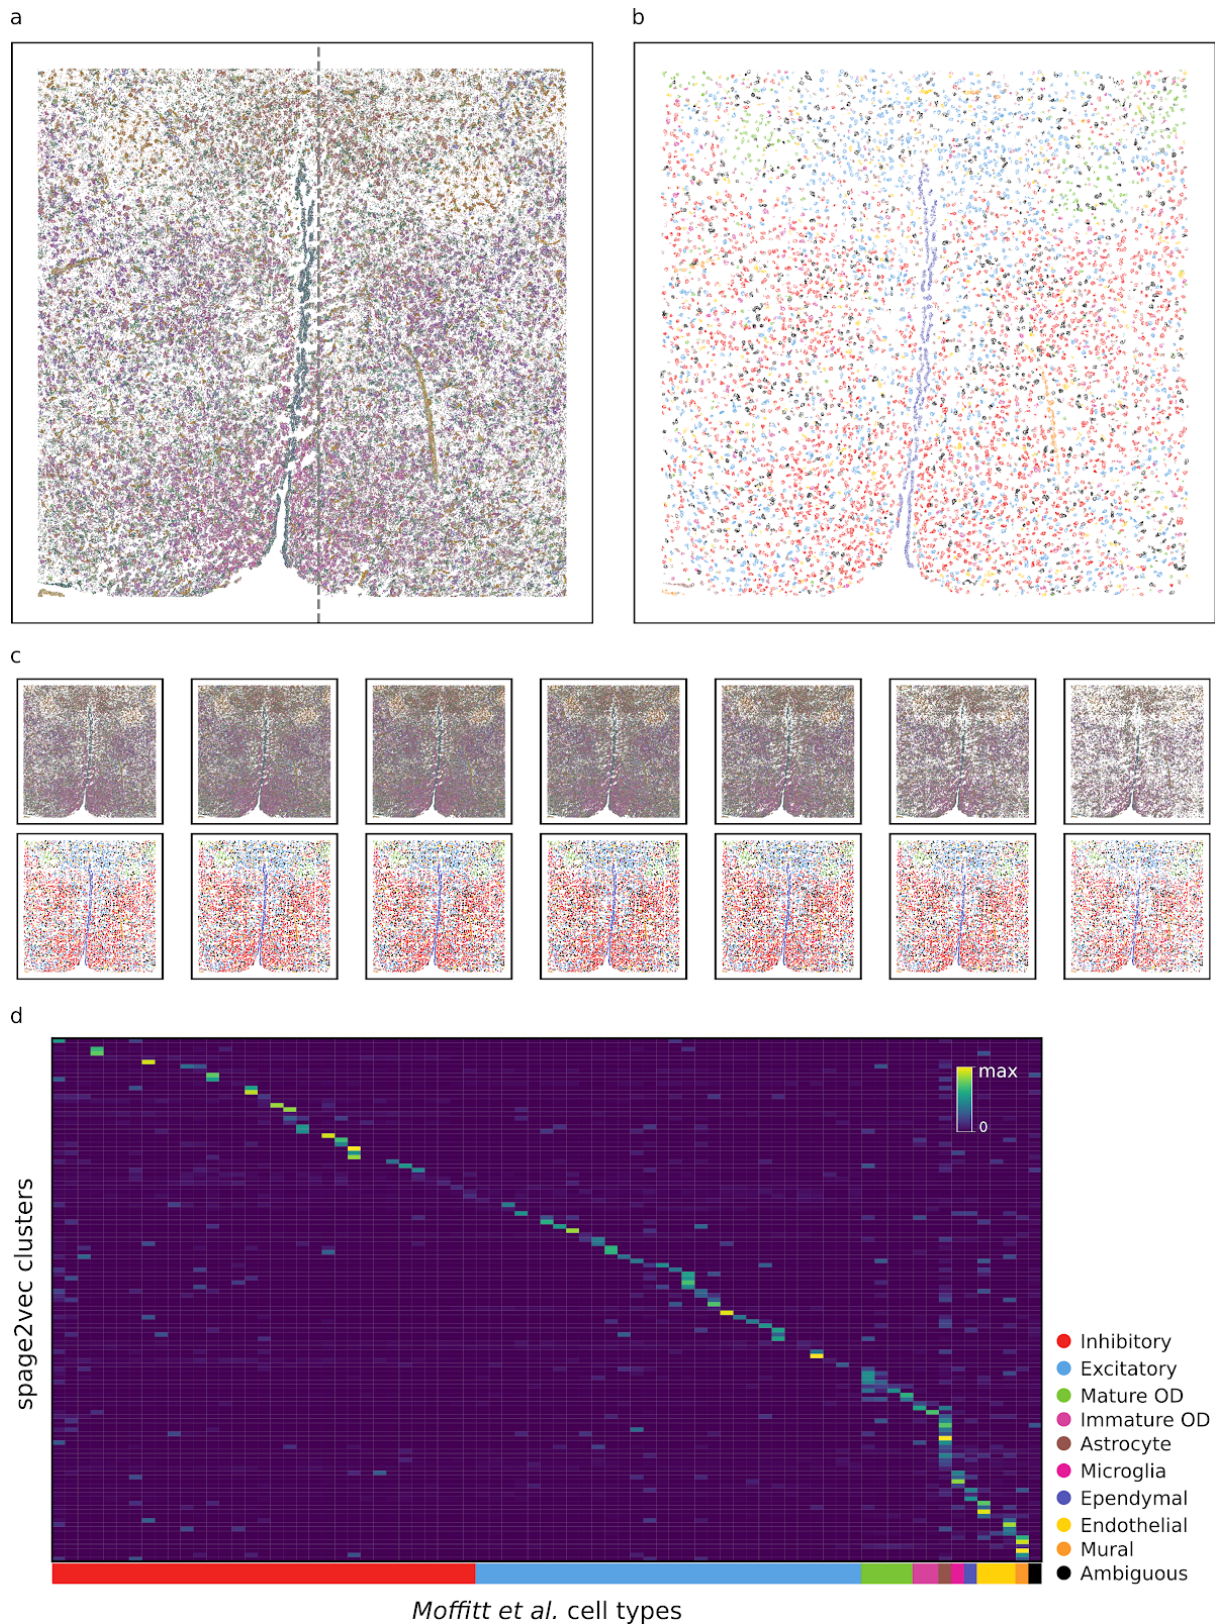 a
b
c
d
max
0
spage2vec clusters
Inhibitory
Excitatory
Mature OD
Immature OD
Astrocyte
Microglia
Ependymal
Endothelial
Mural
Ambiguous
Moffitt et al. cell types